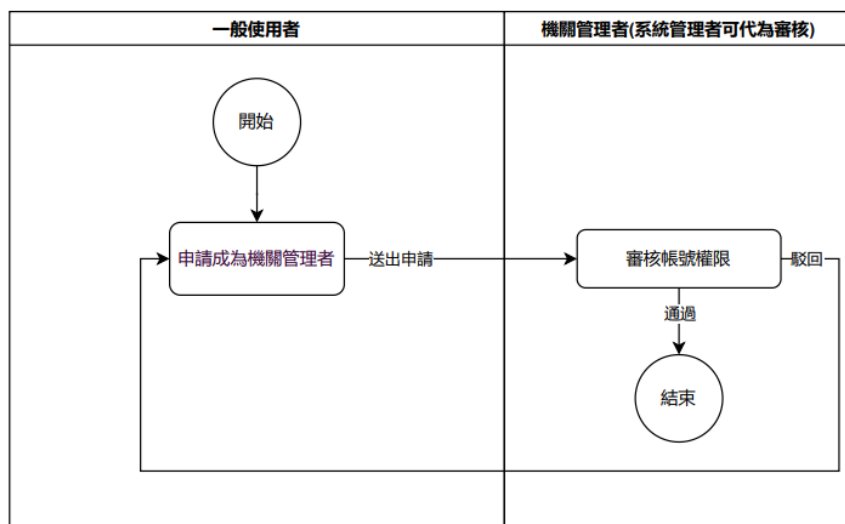 一般使用者
機關管理者(系統管理者可代為審核)
開始
申請成為機關管理者
送出申請
審核帳號權限
駁回
通過
結束